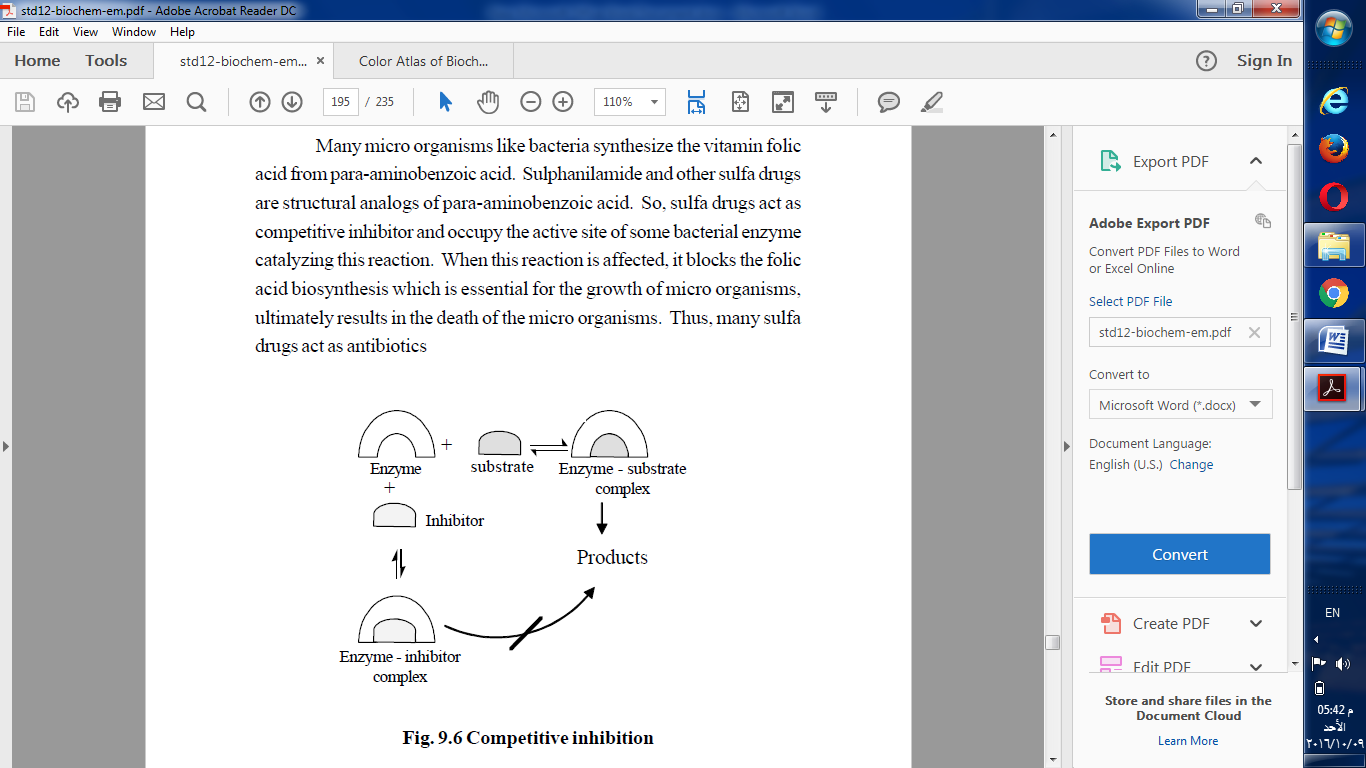 std12-biochem-em.pdf - Adobe Acrobat Reader DC
File Edit View Window Help
Home Tools std12-biochem-em... × Color Atlas of Bioch... Sign In
195 / 235 110%
Many micro organisms like bacteria synthesize the vitamin folic
acid from para-aminobenzoic acid. Sulphanilamide and other sulfa drugs
are structural analogs of para-aminobenzoic acid. So, sulfa drugs act as
competitive inhibitor and occupy the active site of some bacterial enzyme
catalyzing this reaction. When this reaction is affected, it blocks the folic
acid biosynthesis which is essential for the growth of micro organisms,
ultimately results in the death of the micro organisms. Thus, many sulfa
drugs act as antibiotics
+
Enzyme substrate Enzyme - substrate
complex
+
Inhibitor
Products
Enzyme - inhibitor
complex
Fig. 9.6 Competitive inhibition
Export PDF
Adobe Export PDF
Convert PDF Files to Word
or Excel Online
Select PDF File
std12-biochem-em.pdf
Convert to
Microsoft Word (*.docx)
Document Language:
English (U.S.) Change
Convert
Create PDF
Edit PDF
Store and share files in the
Document Cloud
Learn More
EN
05:42 م
الأحد
٢٠١٦/١٠/٠٩